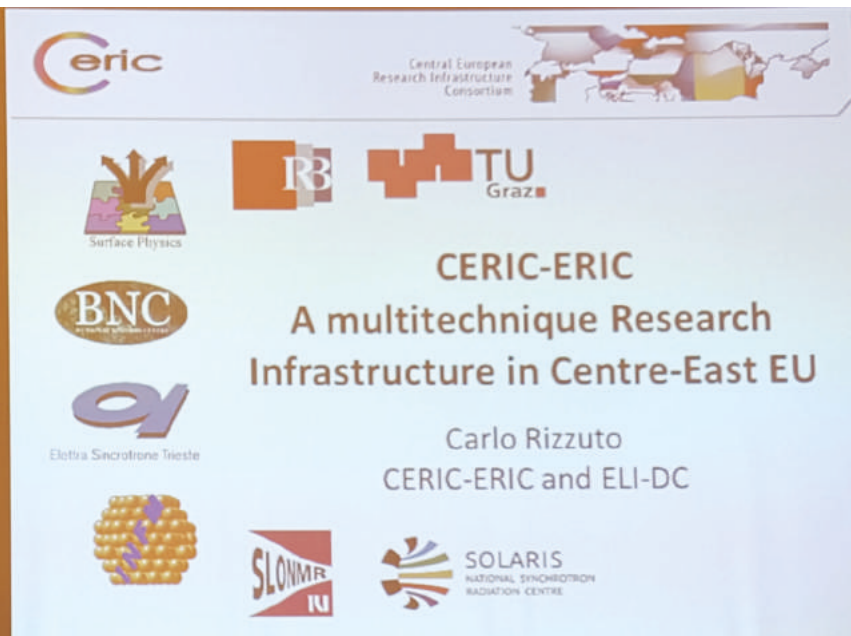 Ceric
Central European
Research Infrastructure
Consortium
RB
TU
Graz
Surface Physics
CERIC-ERIC
A multitechnique Research
Infrastructure in Centre-East EU
BNC
Elettra Sincrotrone Trieste
Carlo Rizzuto
CERIC-ERIC and ELI-DC
SLONMR
SOLARIS
NATIONAL SYNCHROTRON
RADIATION CENTRE